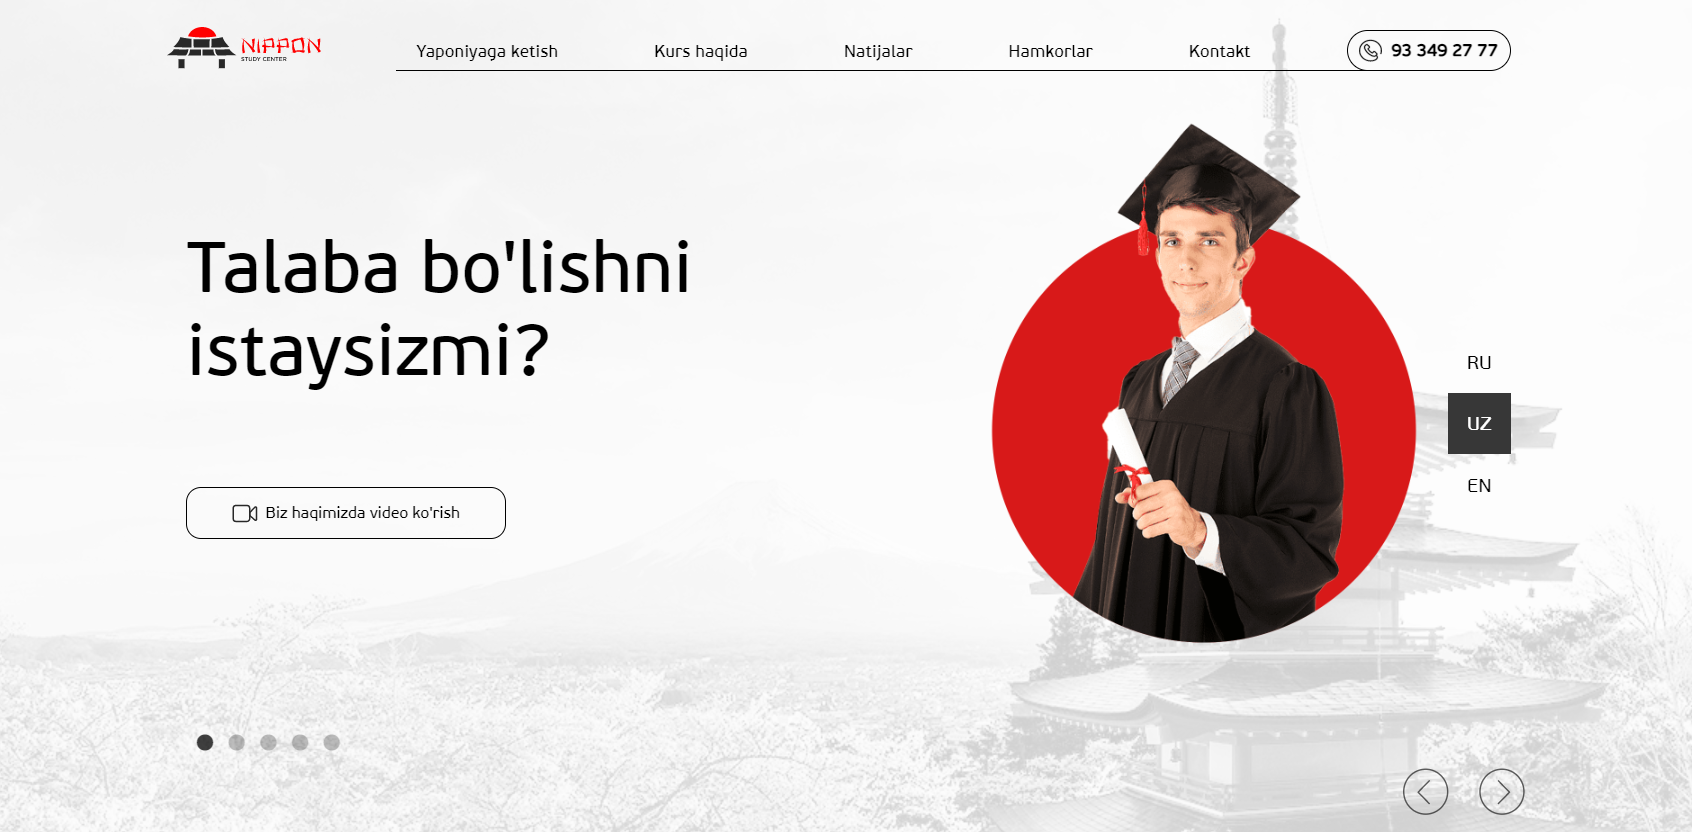 NIPPON
STUDY CENTER
Yaponiyaga ketish
Kurs haqida
Natijalar
Hamkorlar
Kontakt
93 349 27 77
Talaba bo'lishni
istaysizmi?
Biz haqimizda video ko'rish
RU
UZ
EN